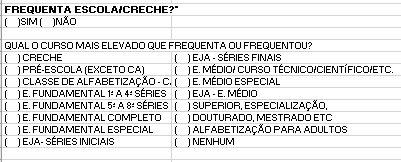 FREQUENTA ESCOLA/CRECHE?*
( )SIM ( )NÃO
QUAL O CURSO MAIS ELEVADO QUE FREQUENTA OU FREQUENTOU?
( ) CRECHE ( ) EJA - SÉRIES FINAIS
( ) PRÉ-ESCOLA (EXCETO CA) ( ) E. MÉDIO/ CURSO TÉCNICO/CIENTÍFICO/ETC.
( ) CLASSE DE ALFABETIZAÇÃO - CA ( ) E. MÉDIO ESPECIAL
( ) E. FUNDAMENTAL 1ª A 4ª SÉRIES ( ) EJA - E. MÉDIO
( ) E. FUNDAMENTAL 5ª A 8ª SÉRIES ( ) SUPERIOR, ESPECIALIZAÇÃO,
( ) E. FUNDAMENTAL COMPLETO ( ) DOUTURADO, MESTRADO ETC
( ) E. FUNDAMENTAL ESPECIAL ( ) ALFABETIZAÇÃO PARA ADULTOS
( ) EJA- SÉRIES INICIAIS ( ) NENHUM